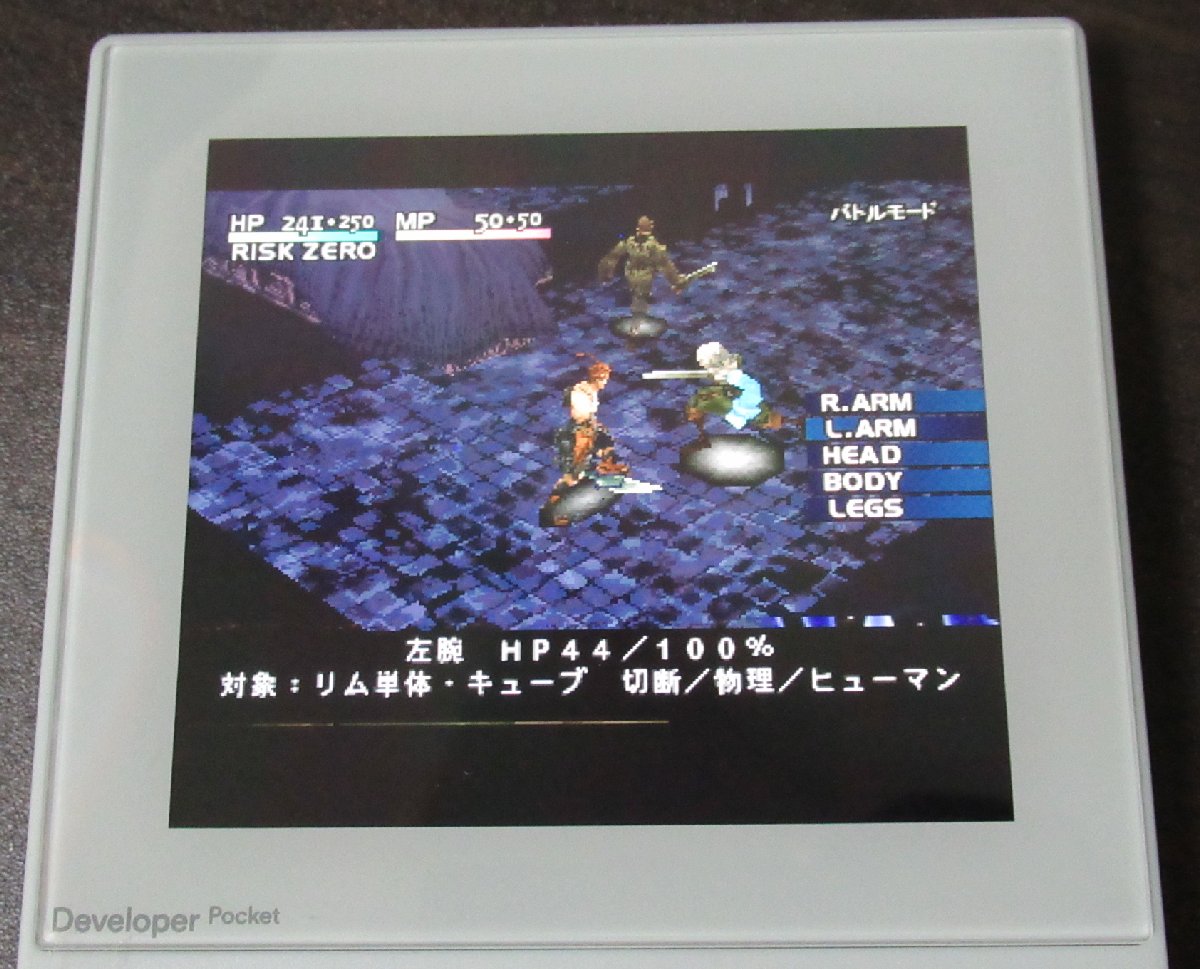 HP 241・250 MP 50・50
RISK ZERO
バトルモード
R.ARM
L.ARM
HEAD
BODY
LEGS
左腕 HP44/100%
対象:リム単体・キューブ 切断/物理/ヒューマン
Developer Pocket